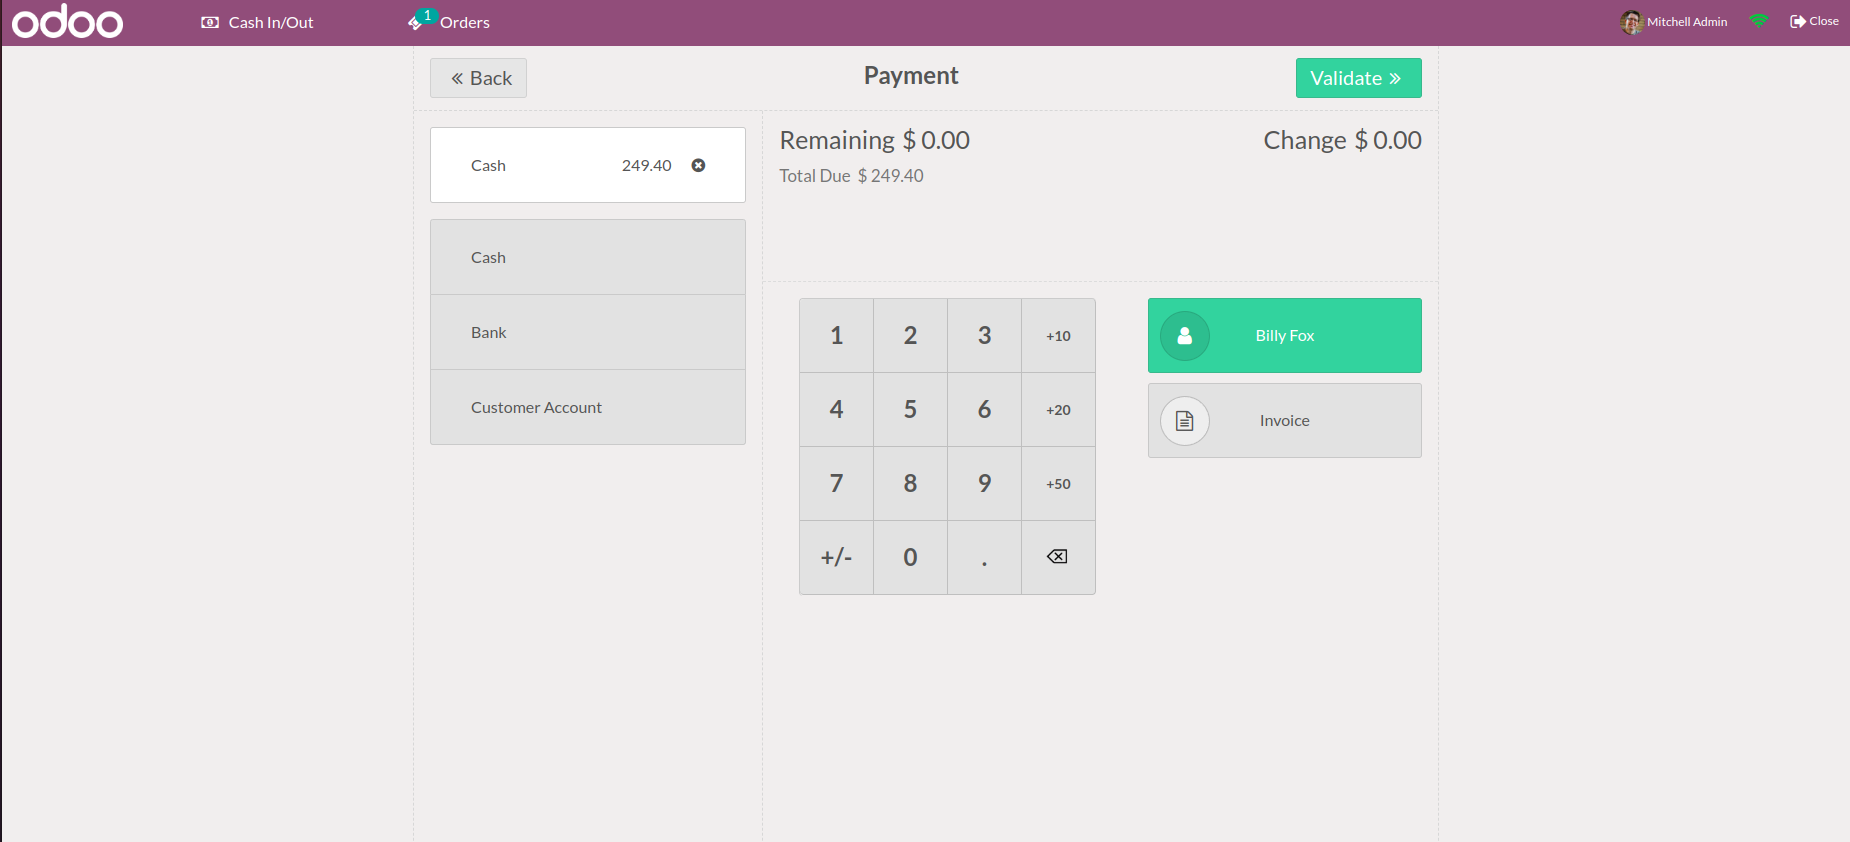 odoo
Cash In/Out
1
Orders
Mitchell Admin
Close
Back
Payment
Validate
Cash 249.40
Cash
Bank
Customer Account
Remaining $ 0.00
Change $ 0.00
Total Due $ 249.40
1 2 3 +10
4 5 6 +20
7 8 9 +50
+/- 0 .
Billy Fox
Invoice